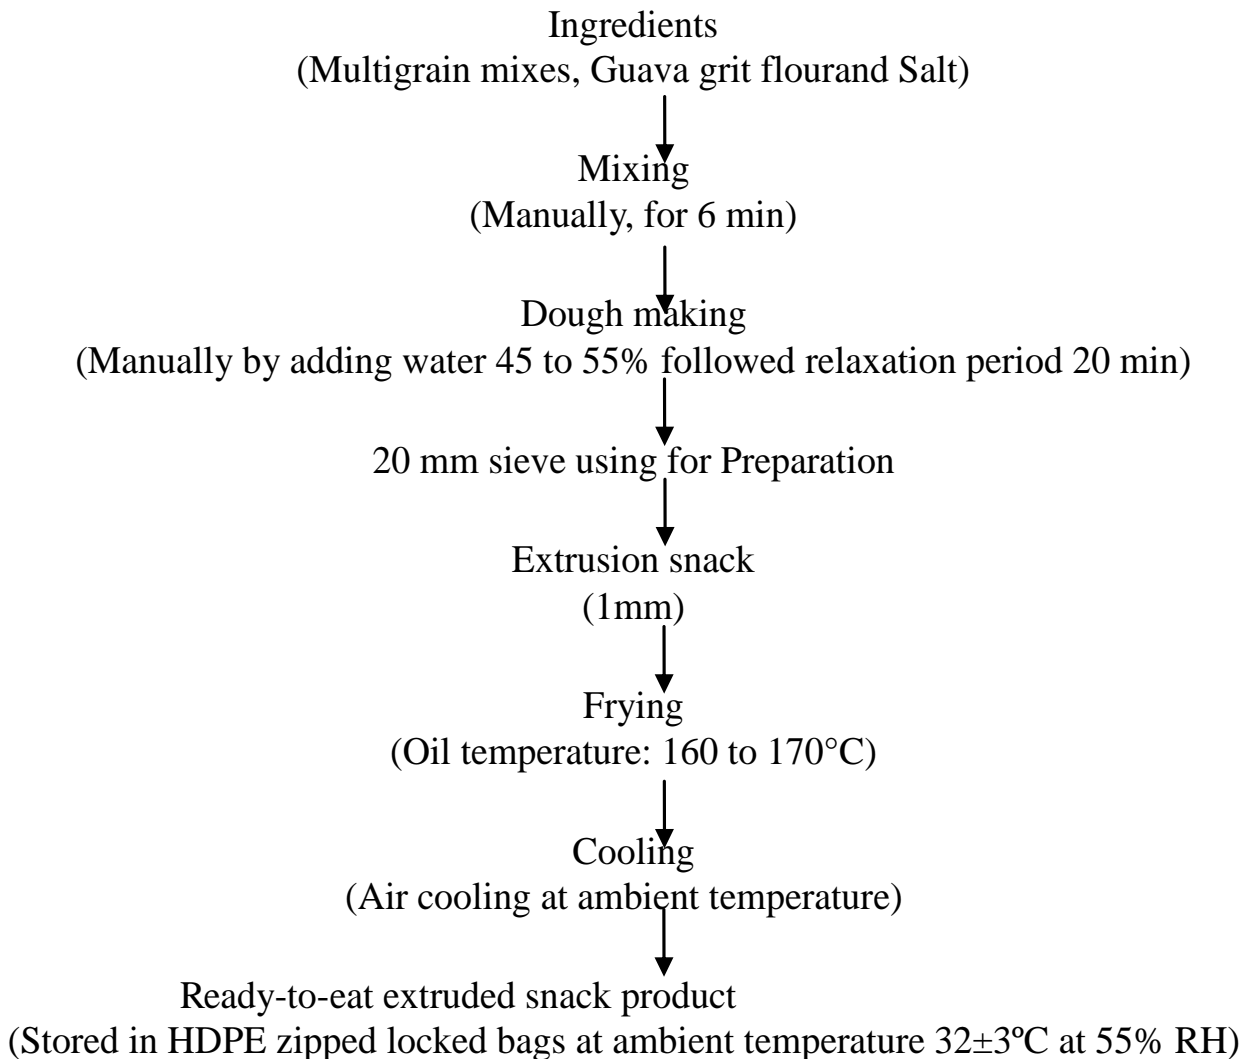 Ingredients
(Multigrain mixes, Guava grit flourand Salt)
Mixing
(Manually, for 6 min)
Dough making
(Manually by adding water 45 to 55% followed relaxation period 20 min)
20 mm sieve using for Preparation
Extrusion snack
(1mm)
Frying
(Oil temperature: 160 to 170°C)
Cooling
(Air cooling at ambient temperature)
Ready-to-eat extruded snack product
(Stored in HDPE zipped locked bags at ambient temperature 32±3ºC at 55% RH)